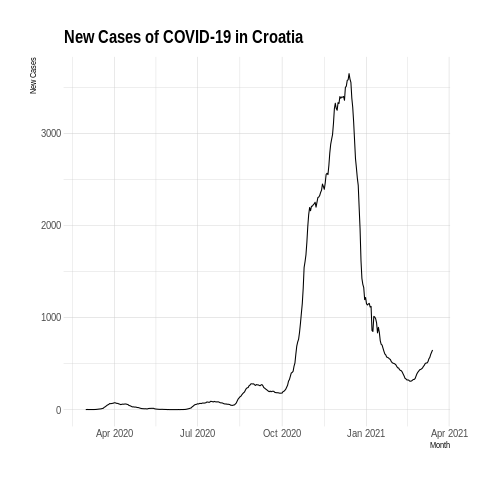 New Cases of COVID-19 in Croatia
New Cases
3000
2000
1000
0
Apr 2020 Jul 2020 Oct 2020 Jan 2021 Apr 2021
Month